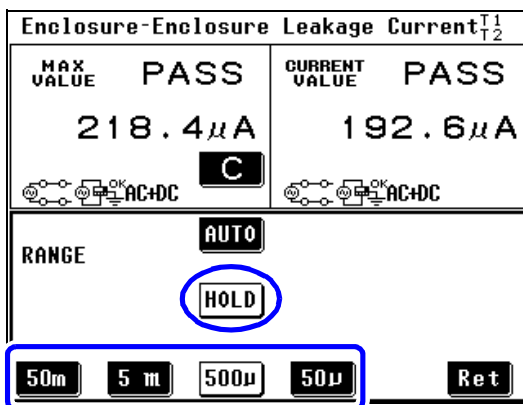 Enclosure-Enclosure Leakage Current T1 T2
MAX VALUE PASS
218.4µA
C
OK AC+DC
CURRENT VALUE PASS
192.6µA
OK AC+DC
RANGE
AUTO
HOLD
50m 5 m 500µ 50µ Ret